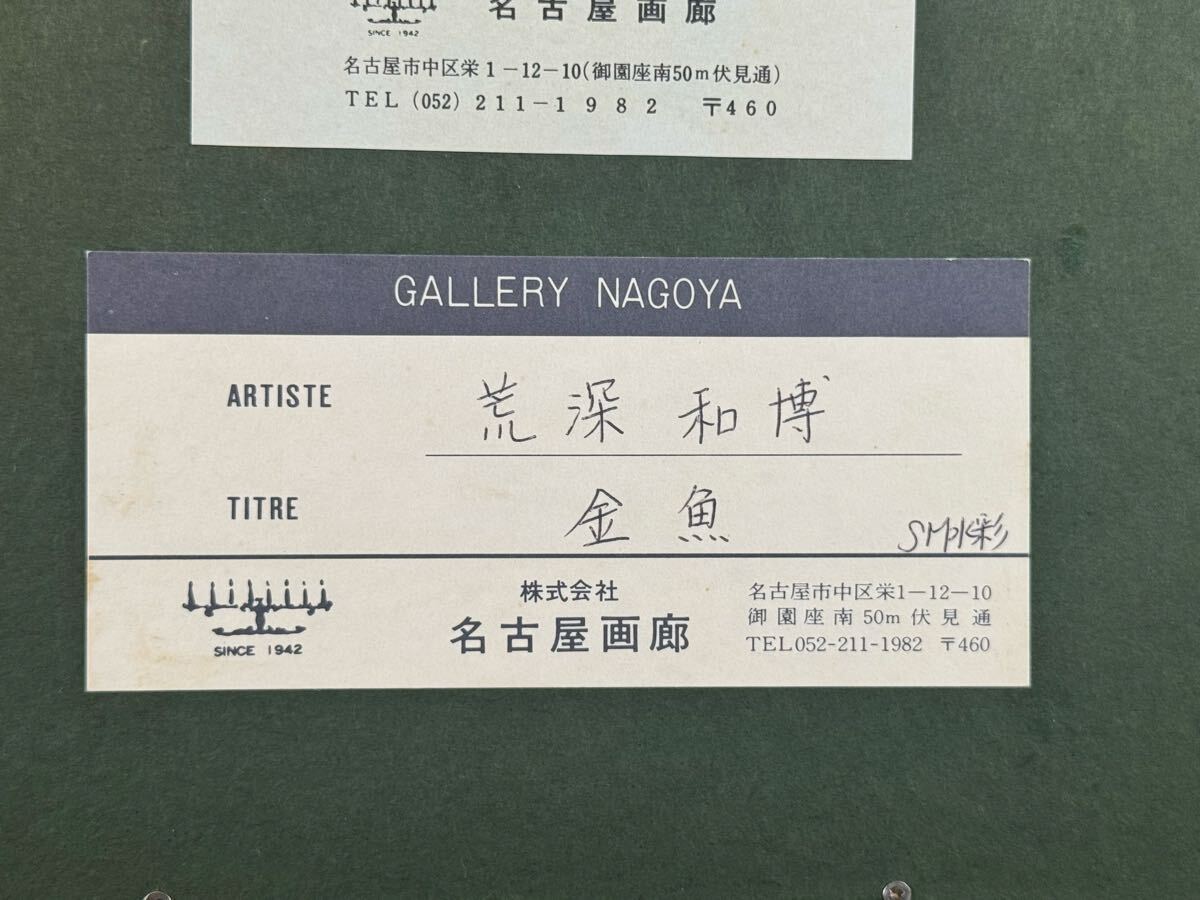 名古屋画廊
SINCE 1942
名古屋市中区栄1-12-10(御園座南50m伏見通)
TEL (052) 211-1982 〒460
GALLERY NAGOYA
ARTISTE 荒深和博
TITRE 金魚
SM水彩
SINCE 1942
株式会社
名古屋画廊
名古屋市中区栄1-12-10
御園座南50m伏見通
TEL052-211-1982 〒460